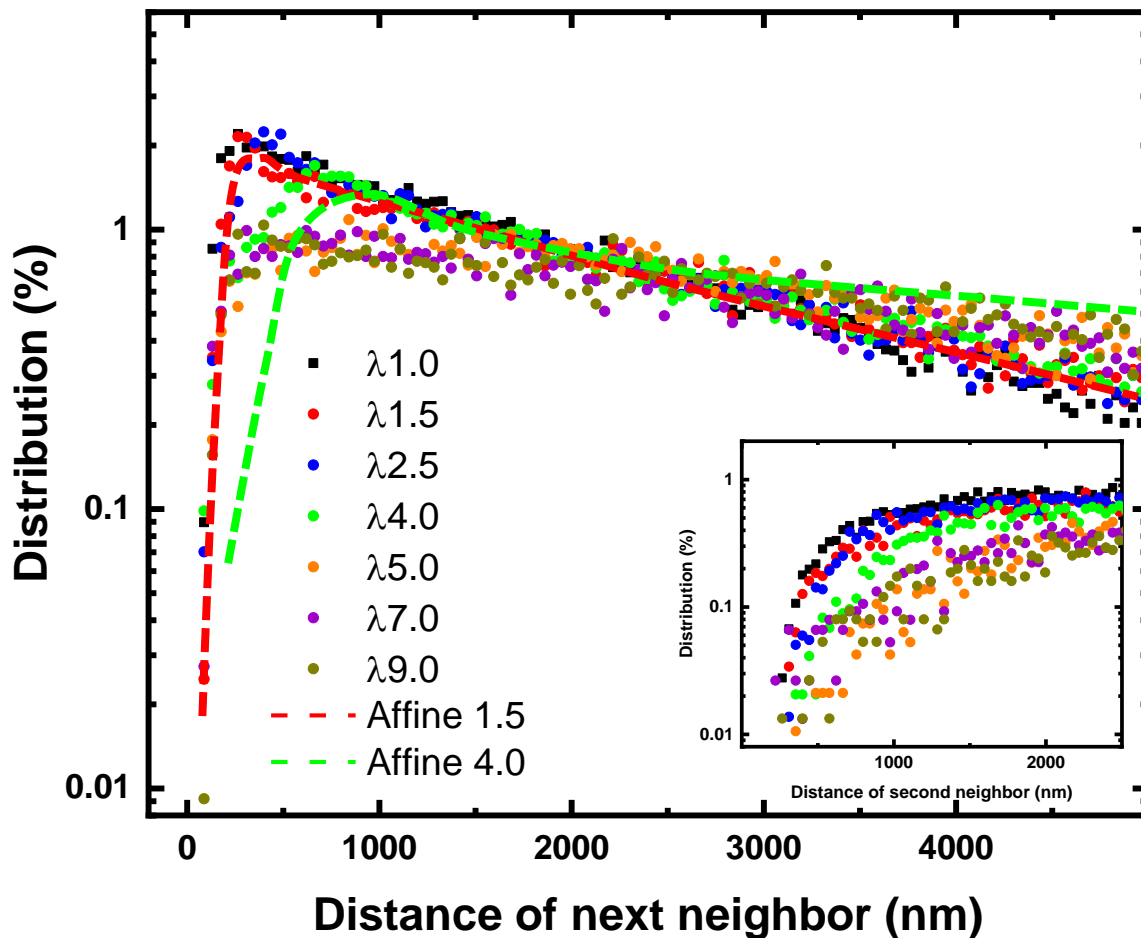 Distribution (%)
1
0.1
0.01
λ1.0
λ1.5
λ2.5
λ4.0
λ5.0
λ7.0
λ9.0
Affine 1.5
Affine 4.0
Distribution (%)
1
0.1
0.01
1000
2000
Distance of second neighbor (nm)
0
1000
2000
3000
4000
Distance of next neighbor (nm)